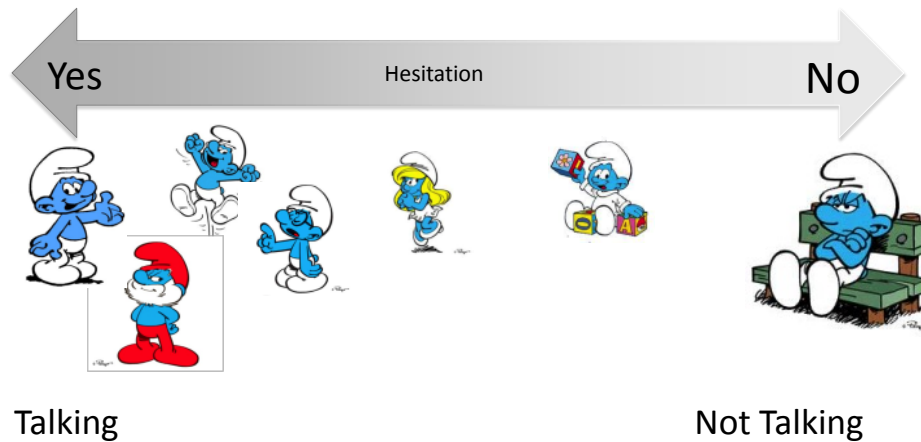 Yes
Hesitation
No
A
Talking
Not Talking